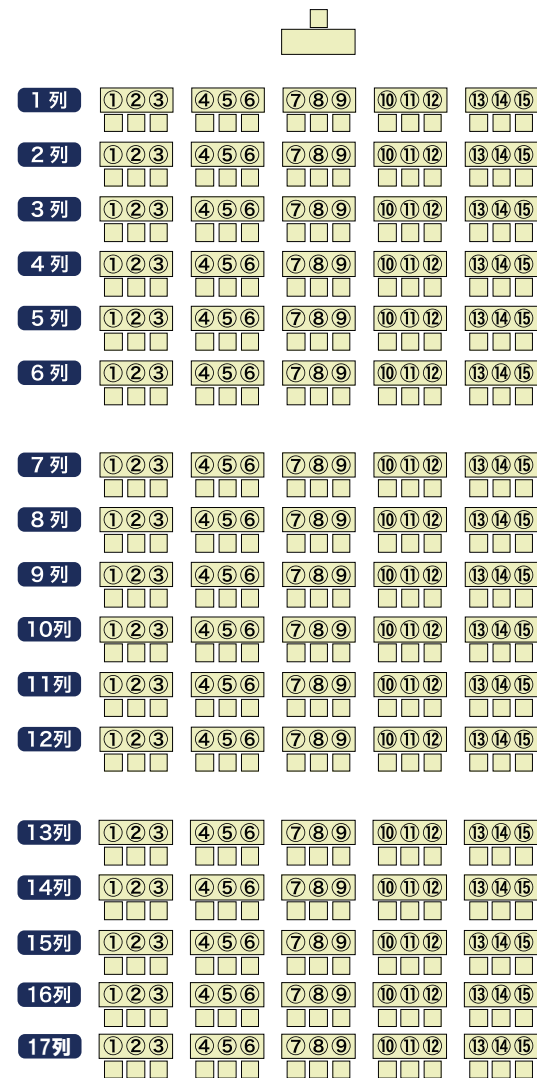 1列 ①②③ ④⑤⑥ ⑦⑧⑨ ⑩⑪⑫ ⑬⑭⑮
2列 ①②③ ④⑤⑥ ⑦⑧⑨ ⑩⑪⑫ ⑬⑭⑮
3列 ①②③ ④⑤⑥ ⑦⑧⑨ ⑩⑪⑫ ⑬⑭⑮
4列 ①②③ ④⑤⑥ ⑦⑧⑨ ⑩⑪⑫ ⑬⑭⑮
5列 ①②③ ④⑤⑥ ⑦⑧⑨ ⑩⑪⑫ ⑬⑭⑮
6列 ①②③ ④⑤⑥ ⑦⑧⑨ ⑩⑪⑫ ⑬⑭⑮
7列 ①②③ ④⑤⑥ ⑦⑧⑨ ⑩⑪⑫ ⑬⑭⑮
8列 ①②③ ④⑤⑥ ⑦⑧⑨ ⑩⑪⑫ ⑬⑭⑮
9列 ①②③ ④⑤⑥ ⑦⑧⑨ ⑩⑪⑫ ⑬⑭⑮
10列 ①②③ ④⑤⑥ ⑦⑧⑨ ⑩⑪⑫ ⑬⑭⑮
11列 ①②③ ④⑤⑥ ⑦⑧⑨ ⑩⑪⑫ ⑬⑭⑮
12列 ①②③ ④⑤⑥ ⑦⑧⑨ ⑩⑪⑫ ⑬⑭⑮
13列 ①②③ ④⑤⑥ ⑦⑧⑨ ⑩⑪⑫ ⑬⑭⑮
14列 ①②③ ④⑤⑥ ⑦⑧⑨ ⑩⑪⑫ ⑬⑭⑮
15列 ①②③ ④⑤⑥ ⑦⑧⑨ ⑩⑪⑫ ⑬⑭⑮
16列 ①②③ ④⑤⑥ ⑦⑧⑨ ⑩⑪⑫ ⑬⑭⑮
17列 ①②③ ④⑤⑥ ⑦⑧⑨ ⑩⑪⑫ ⑬⑭⑮